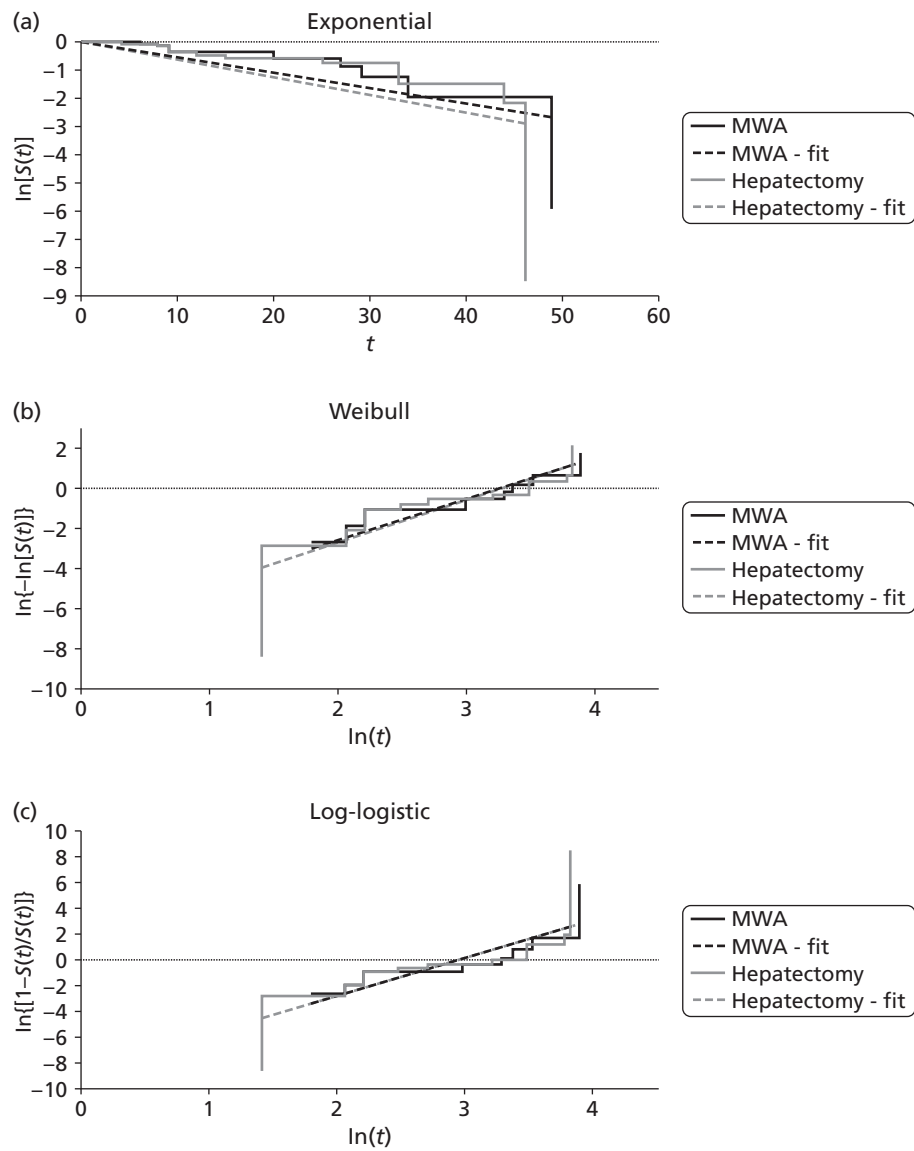 (a)
Exponential
0
−1
−2
−3
−4
−5
−6
−7
−8
−9
ln[S(t)]
0 10 20 30 40 50 60
t
MWA
MWA - fit
Hepatectomy
Hepatectomy - fit
(b)
Weibull
2
0
−2
−4
−6
−8
−10
ln{−ln[S(t)]}
0 1 2 3 4
ln(t)
MWA
MWA - fit
Hepatectomy
Hepatectomy - fit
(c)
Log-logistic
10
8
6
4
2
0
−2
−4
−6
−8
−10
ln{[1−S(t)/S(t)]}
0 1 2 3 4
ln(t)
MWA
MWA - fit
Hepatectomy
Hepatectomy - fit